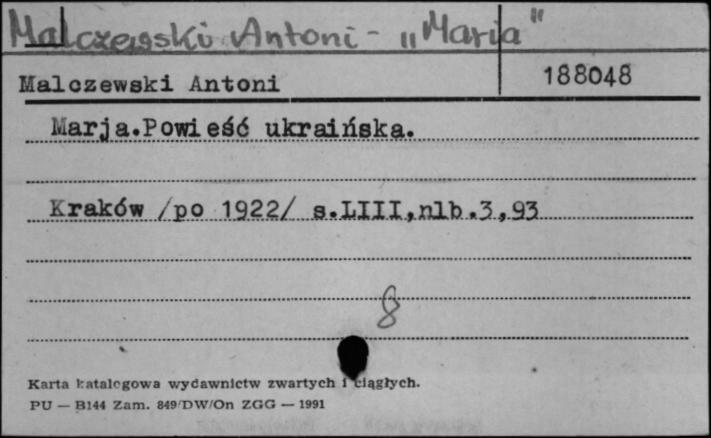 Malczewski Antoni - „Maria"
Malczewski Antoni 188048
Marja.Powieść ukraińska.
Kraków /po 1922/ s.LIII,nlb.3,93
8
Karta katalogowa wydawnictw zwartych i ciągłych.
PU — B144 Zam. 849/DW/On ZGG — 1991